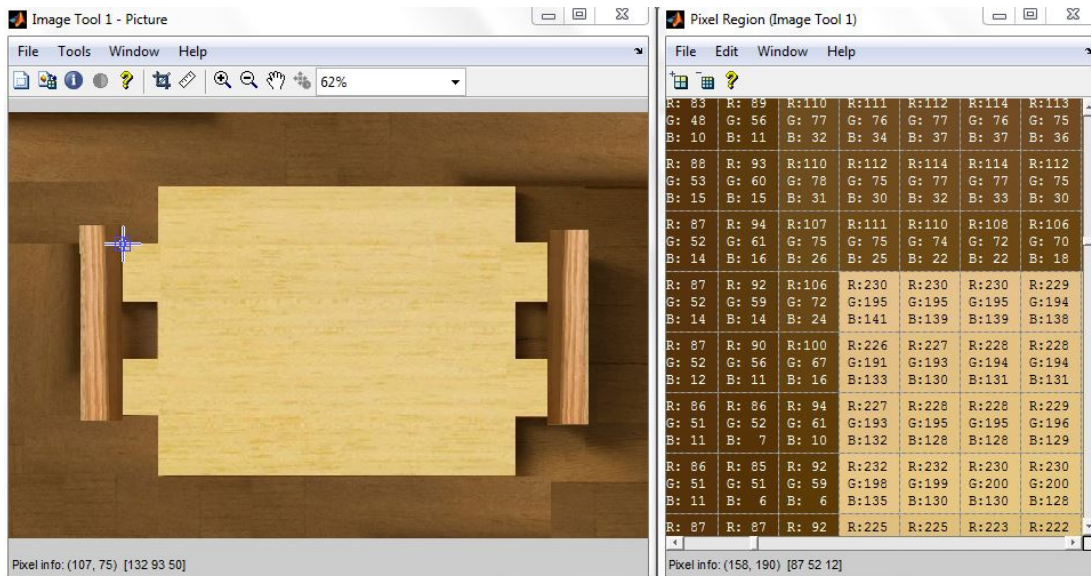 Image Tool 1 - Picture
File Tools Window Help
62%
Pixel info: (107, 75) [132 93 50]
Pixel Region (Image Tool 1)
File Edit Window Help
R: 83 R: 89 R:110 R:111 R:112 R:114 R:113
G: 48 G: 56 G: 77 G: 76 G: 77 G: 76 G: 75
B: 10 B: 11 B: 32 B: 34 B: 37 B: 37 B: 36
R: 88 R: 93 R:110 R:112 R:114 R:114 R:112
G: 53 G: 60 G: 78 G: 75 G: 77 G: 77 G: 75
B: 15 B: 15 B: 31 B: 30 B: 32 B: 33 B: 30
R: 87 R: 94 R:107 R:111 R:110 R:108 R:106
G: 52 G: 61 G: 75 G: 75 G: 74 G: 72 G: 70
B: 14 B: 16 B: 26 B: 25 B: 22 B: 22 B: 18
R: 87 R: 92 R:106 R:230 R:230 R:230 R:229
G: 52 G: 59 G: 72 G:195 G:195 G:195 G:194
B: 14 B: 14 B: 24 B:141 B:139 B:139 B:138
R: 87 R: 90 R:100 R:226 R:227 R:228 R:228
G: 52 G: 56 G: 67 G:191 G:193 G:194 G:194
B: 12 B: 11 B: 16 B:133 B:130 B:131 B:131
R: 86 R: 86 R: 94 R:227 R:228 R:228 R:229
G: 51 G: 52 G: 61 G:193 G:195 G:195 G:196
B: 11 B: 7 B: 10 B:132 B:128 B:128 B:129
R: 86 R: 85 R: 92 R:232 R:232 R:230 R:230
G: 51 G: 51 G: 59 G:198 G:199 G:200 G:200
B: 11 B: 6 B: 6 B:135 B:130 B:130 B:128
R: 87 R: 87 R: 92 R:225 R:225 R:223 R:222
Pixel info: (158, 190) [87 52 12]